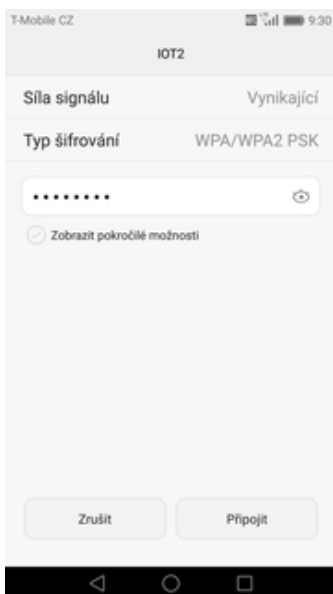 T-Mobile CZ 9:30
IOT2
Síla signálu Vynikající
Typ šifrování WPA/WPA2 PSK
••••••••
Zobrazit pokročilé možnosti
Zrušit Připojit